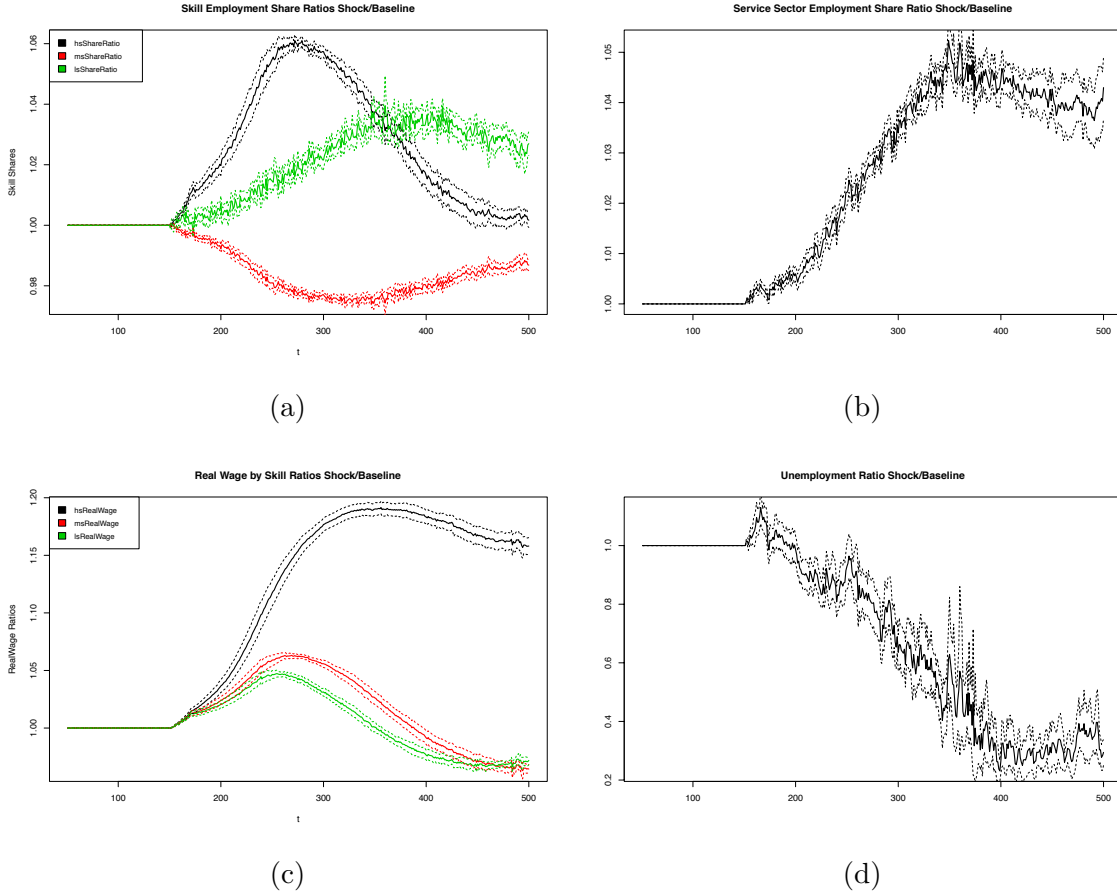 Skill Employment Share Ratios Shock/Baseline
hsShareRatio
msShareRatio
lsShareRatio
Skill Shares
1.06
1.04
1.02
1.00
0.98
100 200 300 400 500
t
(a)
Service Sector Employment Share Ratio Shock/Baseline
1.05
1.04
1.03
1.02
1.01
1.00
100 200 300 400 500
(b)
Real Wage by Skill Ratios Shock/Baseline
hsRealWage
msRealWage
lsRealWage
RealWage Ratios
1.20
1.15
1.10
1.05
1.00
100 200 300 400 500
t
(c)
Unemployment Ratio Shock/Baseline
1.0
0.8
0.6
0.4
0.2
100 200 300 400 500
(d)